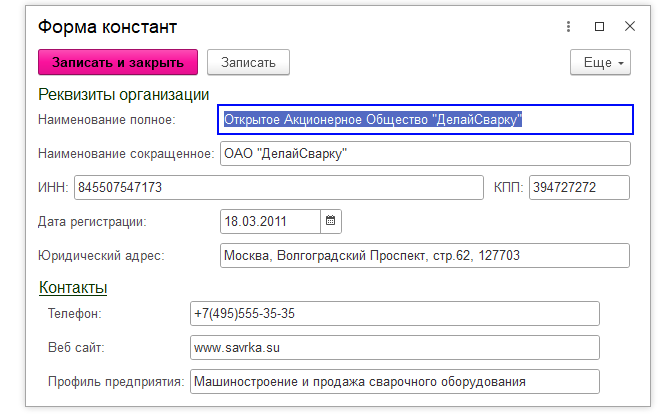 Форма констант
Записать и закрыть Записать Еще
Реквизиты организации
Наименование полное: Открытое Акционерное Общество "ДелайСварку"
Наименование сокращенное: ОАО "ДелайСварку"
ИНН: 845507547173 КПП: 394727272
Дата регистрации: 18.03.2011
Юридический адрес: Москва, Волгоградский Проспект, стр.62, 127703
Контакты
Телефон: +7(495)555-35-35
Веб сайт: www.savrka.su
Профиль предприятия: Машиностроение и продажа сварочного оборудования